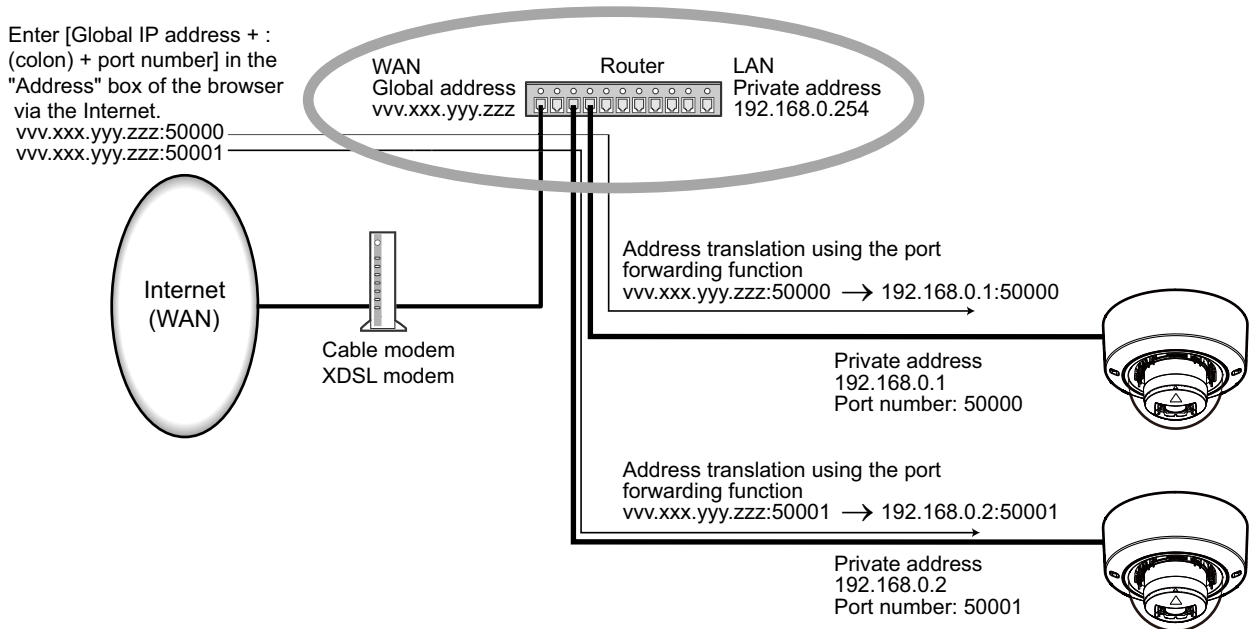 Enter [Global IP address + :
(colon) + port number] in the
"Address" box of the browser
via the Internet.
vvv.xxx.yyy.zzz:50000
vvv.xxx.yyy.zzz:50001
WAN
Global address
vvv.xxx.yyy.zzz
Router
LAN
Private address
192.168.0.254
Internet
(WAN)
Cable modem
XDSL modem
Address translation using the port
forwarding function
vvv.xxx.yyy.zzz:50000 → 192.168.0.1:50000
Private address
192.168.0.1
Port number: 50000
Address translation using the port
forwarding function
vvv.xxx.yyy.zzz:50001 → 192.168.0.2:50001
Private address
192.168.0.2
Port number: 50001